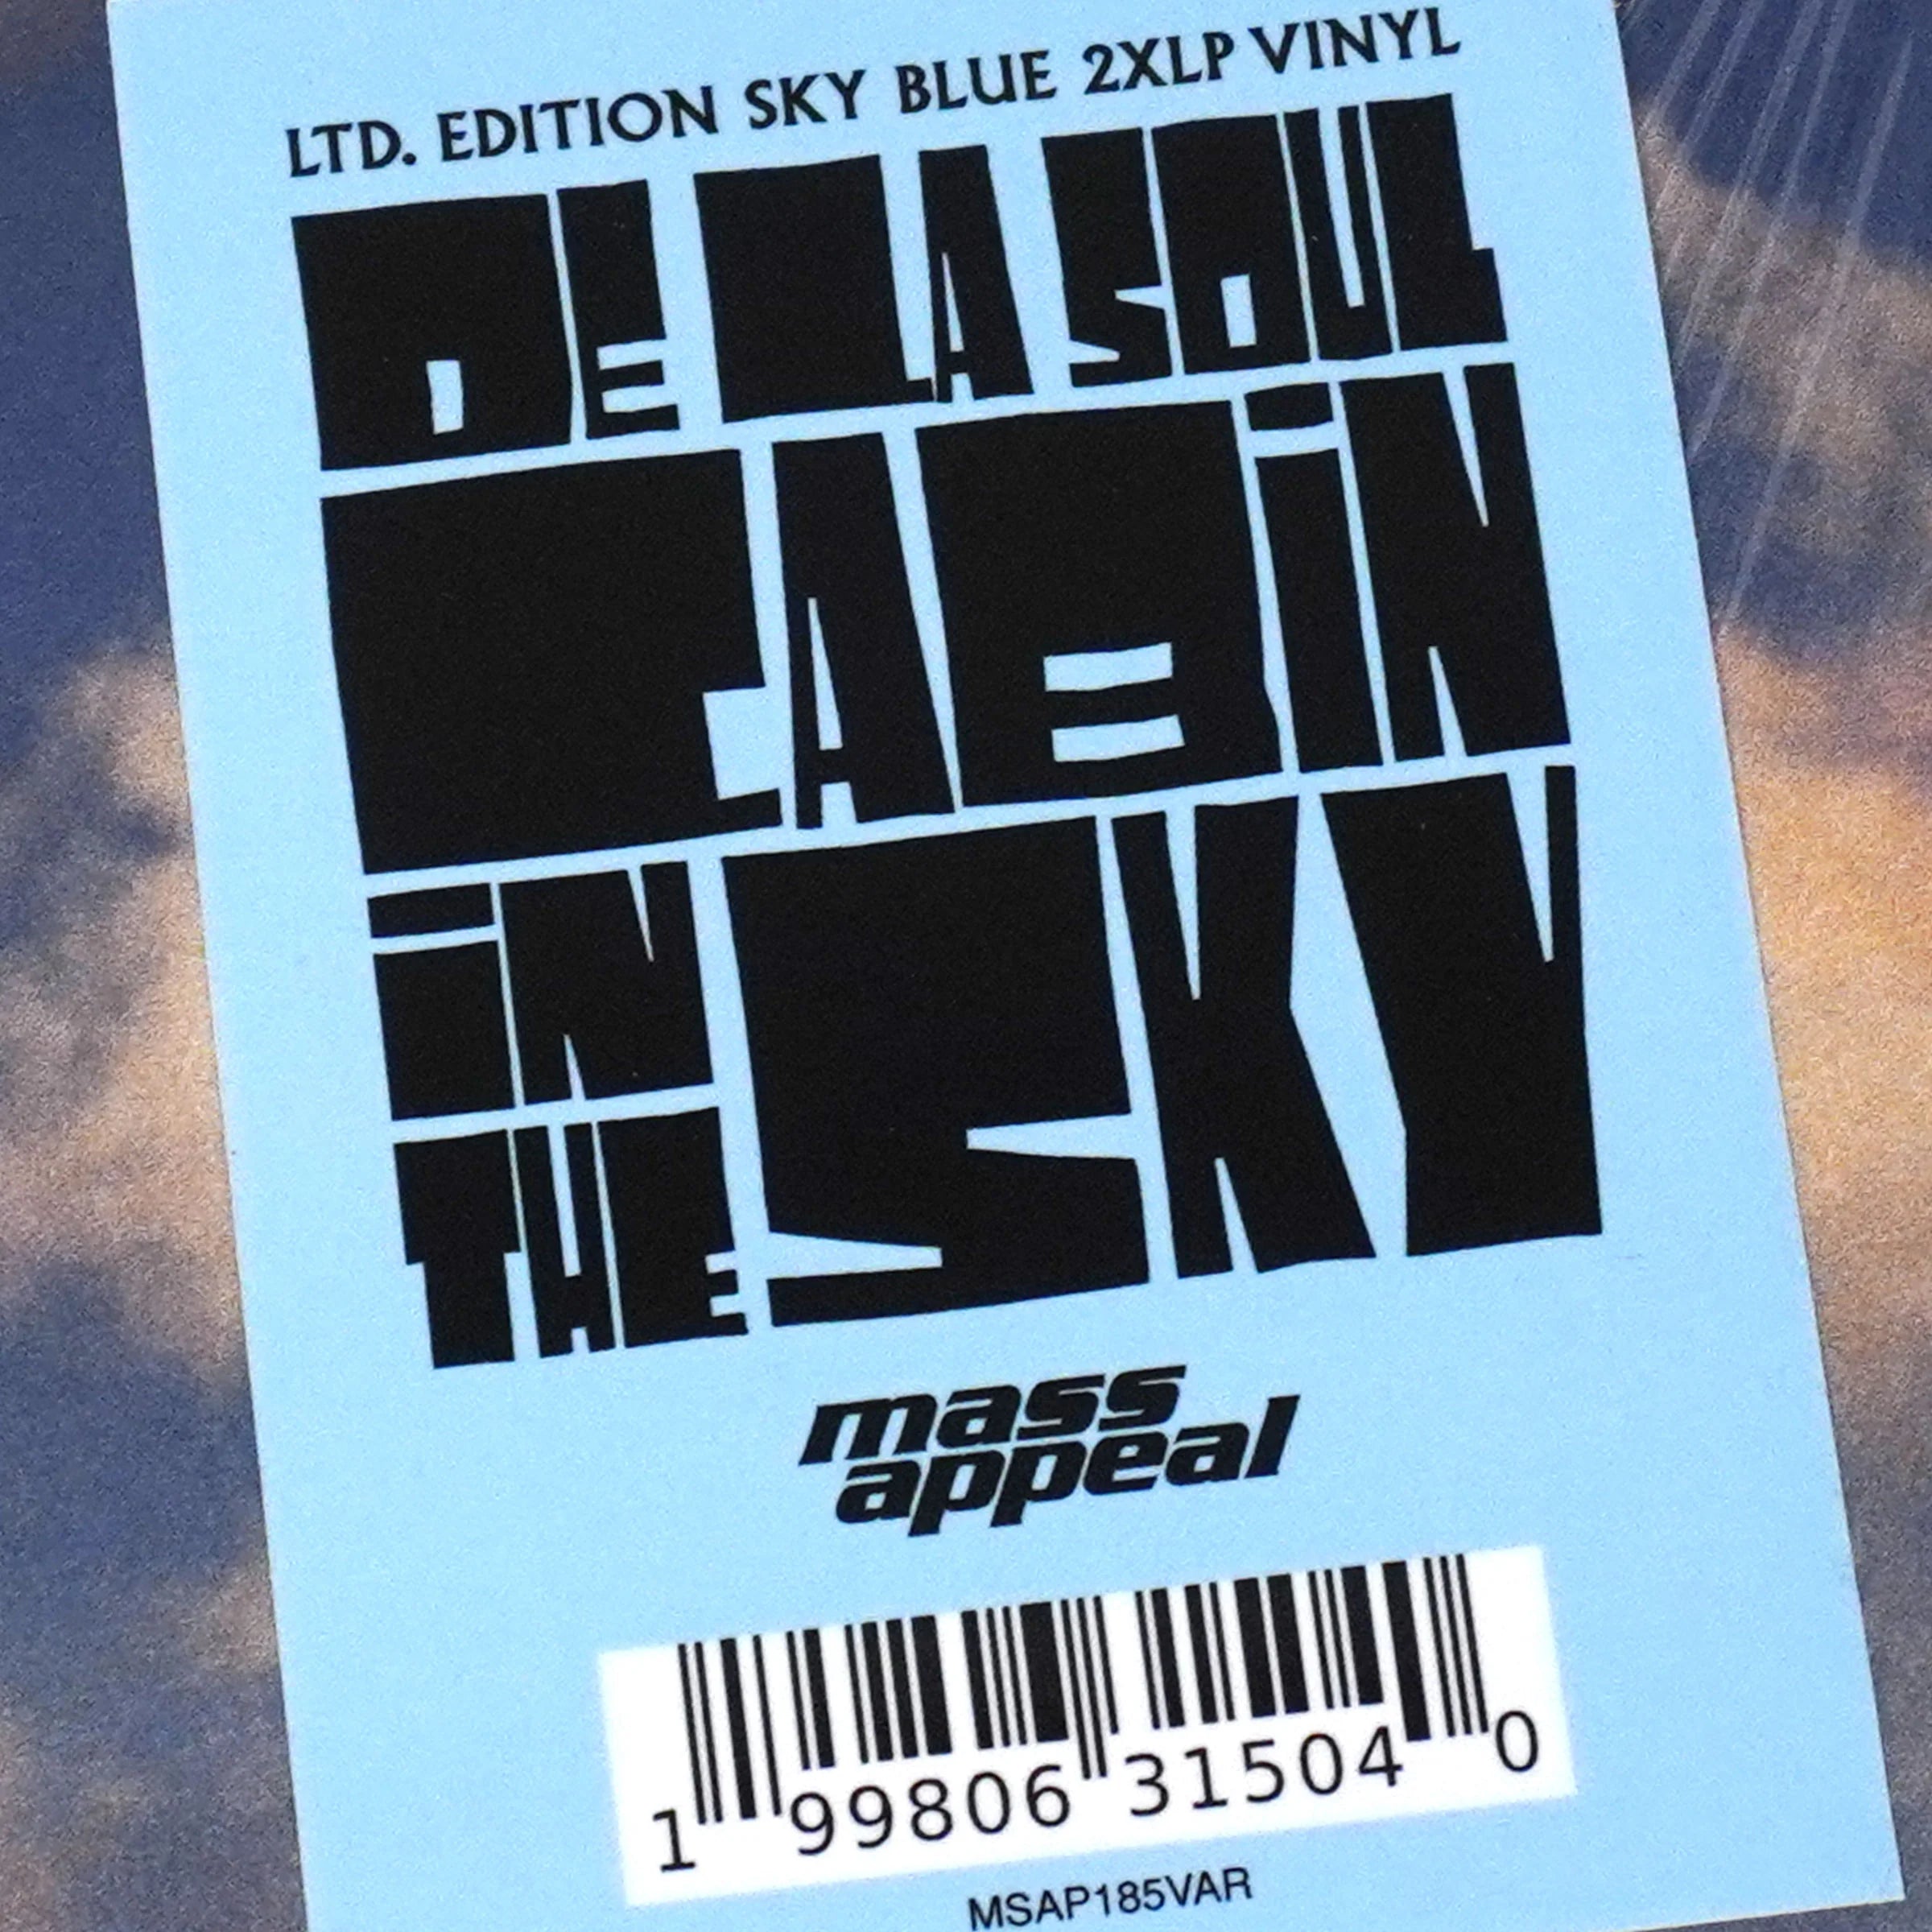 LTD. EDITION SKY BLUE 2XLP VINYL
DE LA SOUL
CABiN
iN
THE
SKY
mass
appeal
1 99806 31504 0
MSAP185VAR